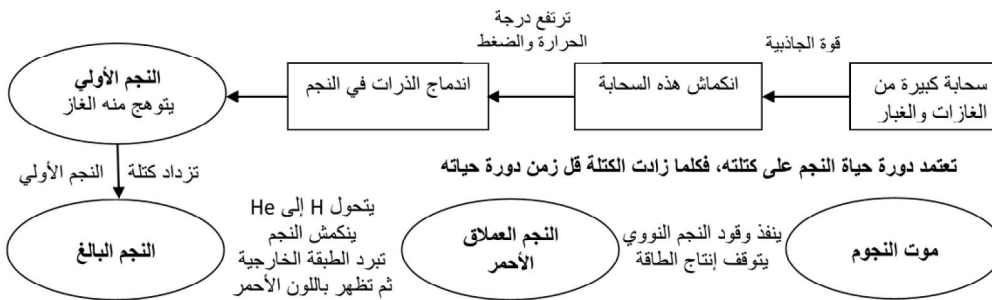 سحابة كبيرة من
الغازات والغبار
قوة الجاذبية
انكماش هذه السحابة
ترتفع درجة
الحرارة والضغط
اندماج الذرات في النجم
النجم الأولي
يتوهج منه الغاز
تعتمد دورة حياة النجم على كتلته، فكلما زادت الكتلة قل زمن دورة حياته
تزداد كتلة النجم الأولي
النجم البالغ
يتحول H إلى He
ينكمش النجم
تبرد الطبقة الخارجية
ثم تظهر باللون الأحمر
النجم العملاق
الأحمر
ينفذ وقود النجم النووي
يتوقف إنتاج الطاقة
موت النجوم